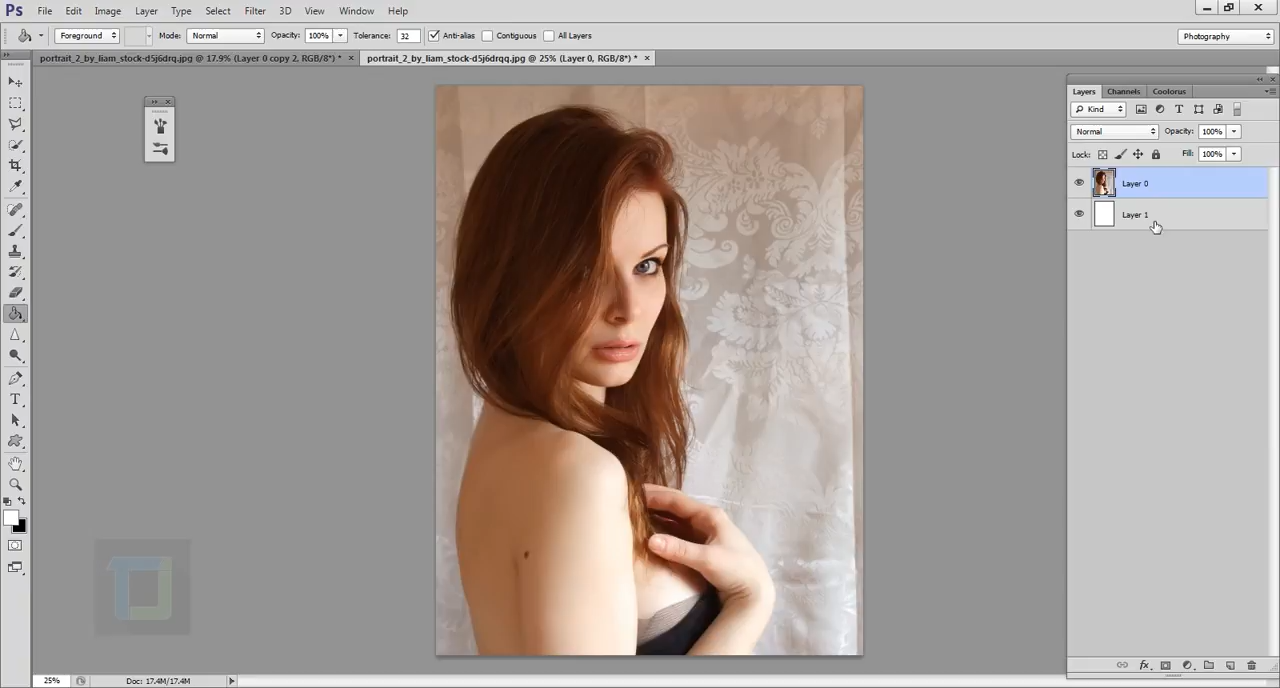 Ps File Edit Image Layer Type Select Filter 3D View Window Help
Foreground Mode: Normal Opacity: 100% Tolerance: 32 Anti-alias Contiguous All Layers Photography
portrait_2_by_liam_stock-d5j6drq.jpg @ 17.9% (Layer 0 copy 2, RGB/8*) * × portrait_2_by_liam_stock-d5j6drqq.jpg @ 25% (Layer 0, RGB/8*) * ×
Layers Channels Coolorus
Kind
Normal Opacity: 100%
Lock: Fill: 100%
Layer 0
Layer 1
25% Doc: 17.4M/17.4M